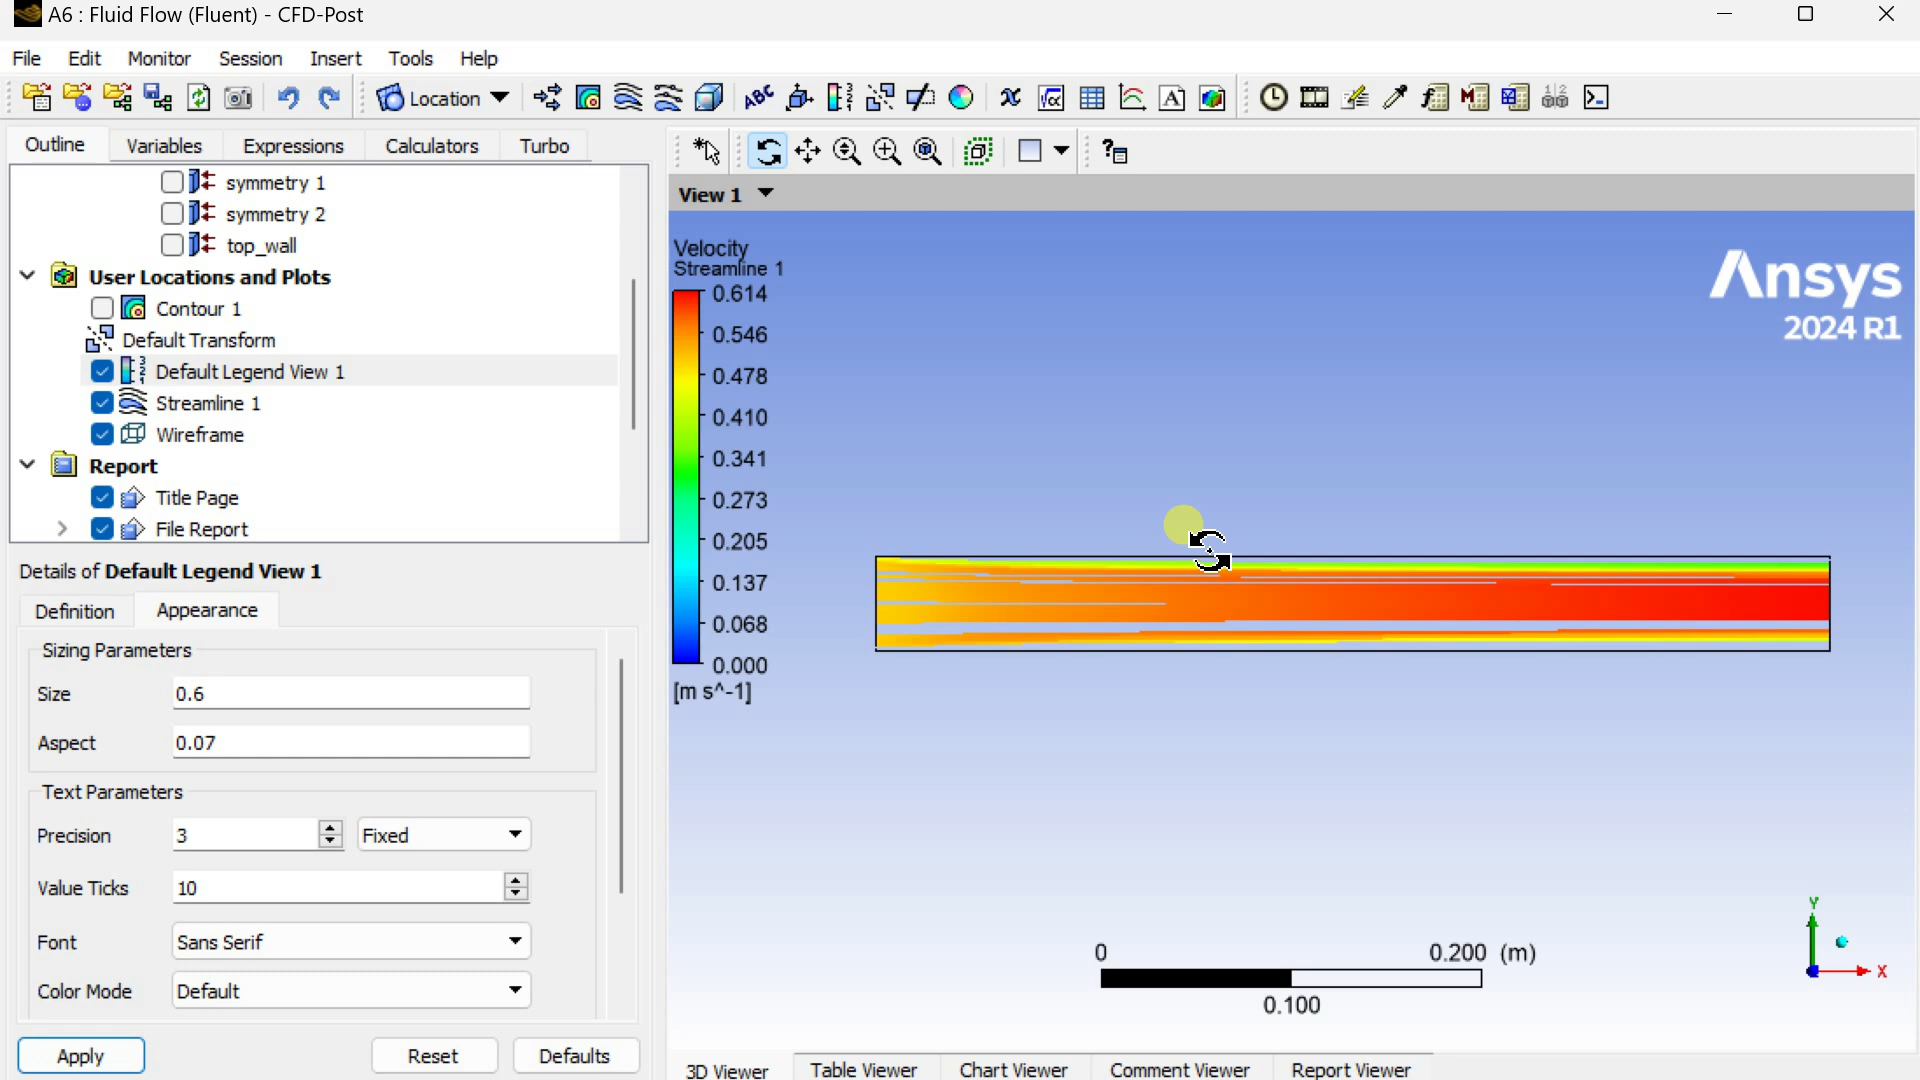 A6 : Fluid Flow (Fluent) - CFD-Post
File Edit Monitor Session Insert Tools Help
Location
Outline Variables Expressions Calculators Turbo
symmetry 1
symmetry 2
top_wall
User Locations and Plots
Contour 1
Default Transform
Default Legend View 1
Streamline 1
Wireframe
Report
Title Page
File Report
Details of Default Legend View 1
Definition Appearance
Sizing Parameters
Size 0.6
Aspect 0.07
Text Parameters
Precision 3 Fixed
Value Ticks 10
Font Sans Serif
Color Mode Default
Apply Reset Defaults
View 1
Velocity
Streamline 1
0.614
0.546
0.478
0.410
0.341
0.273
0.205
0.137
0.068
0.000
[m s^-1]
Ansys
2024 R1
0 0.200 (m)
0.100
Y
X
3D Viewer Table Viewer Chart Viewer Comment Viewer Report Viewer